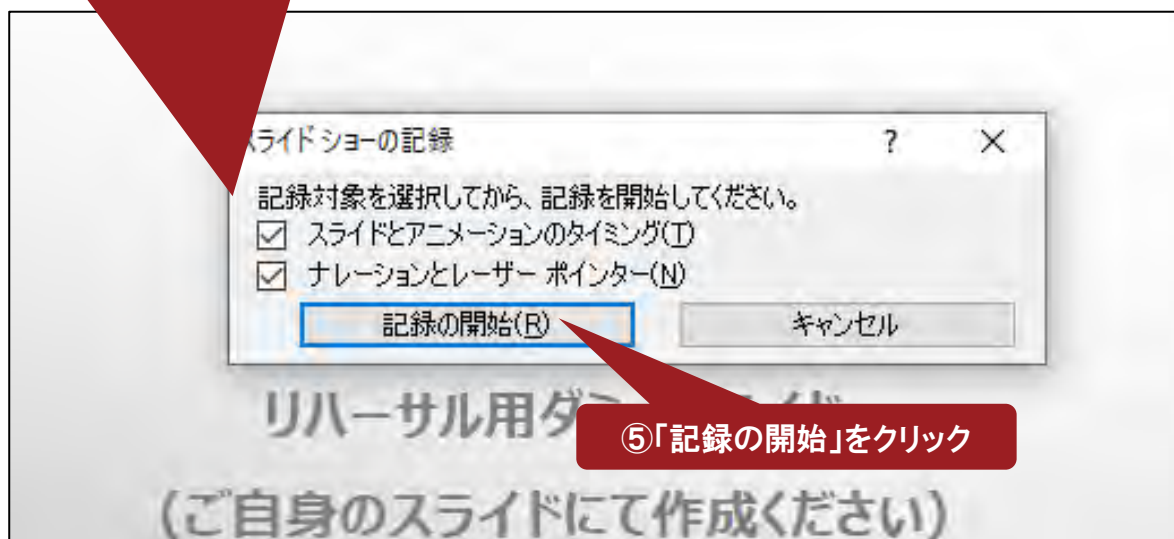 スライド ショーの記録 ? ×
記録対象を選択してから、記録を開始してください。
スライドとアニメーションのタイミング(T)
ナレーションとレーザー ポインター(N)
記録の開始(R) キャンセル
リハーサル用ダ
⑤「記録の開始」をクリック
(ご自身のスライドにて作成ください)